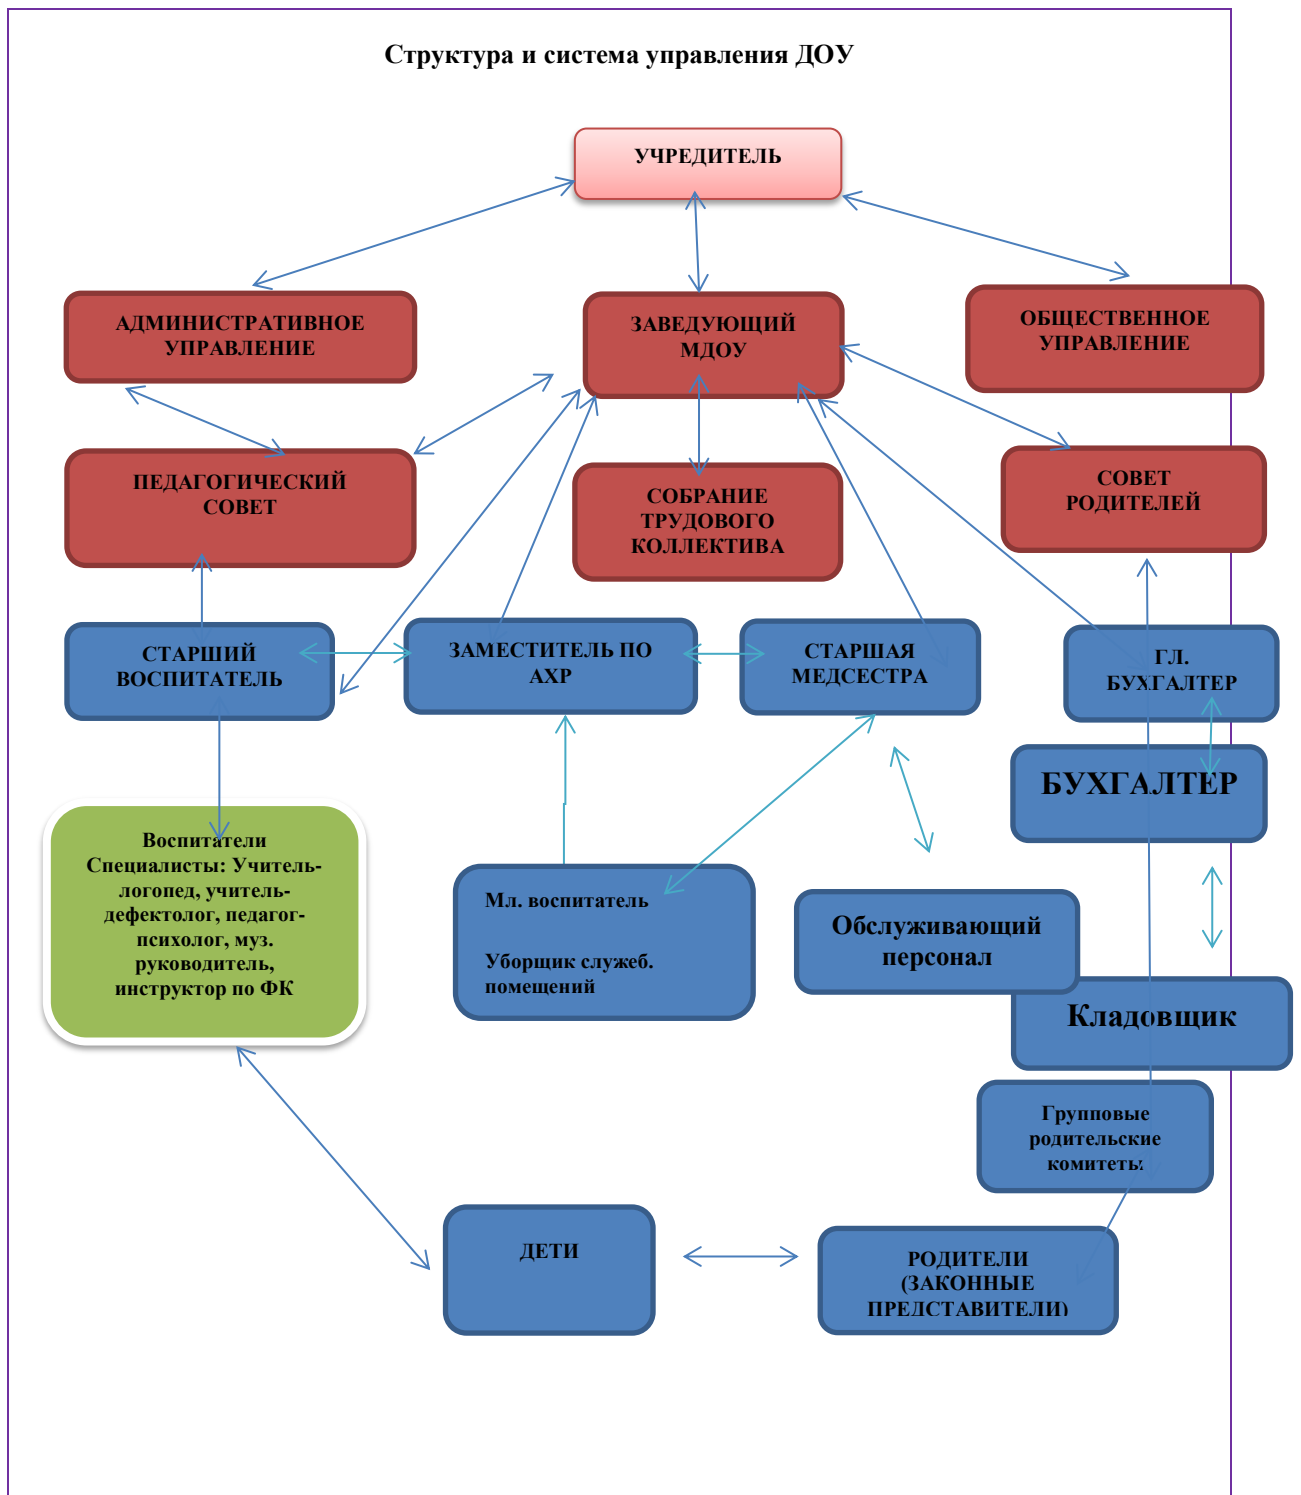 Структура и система управления ДОУ
УЧРЕДИТЕЛЬ
АДМИНИСТРАТИВНОЕ
УПРАВЛЕНИЕ
ЗАВЕДУЮЩИЙ
МДОУ
ОБЩЕСТВЕННОЕ
УПРАВЛЕНИЕ
ПЕДАГОГИЧЕСКИЙ
СОВЕТ
СОБРАНИЕ
ТРУДОВОГО
КОЛЛЕКТИВА
СОВЕТ
РОДИТЕЛЕЙ
СТАРШИЙ
ВОСПИТАТЕЛЬ
ЗАМЕСТИТЕЛЬ ПО
АХР
СТАРШАЯ
МЕДСЕСТРА
ГЛ.
БУХГАЛТЕР
БУХГАЛТЕР
Воспитатели
Специалисты: Учитель-
логопед, учитель-
дефектолог, педагог-
психолог, муз.
руководитель,
инструктор по ФК
Мл. воспитатель
Уборщик служеб.
помещений
Обслуживающий
персонал
Кладовщик
Групповые
родительские
комитеты
ДЕТИ
РОДИТЕЛИ
(ЗАКОННЫЕ
ПРЕДСТАВИТЕЛИ)